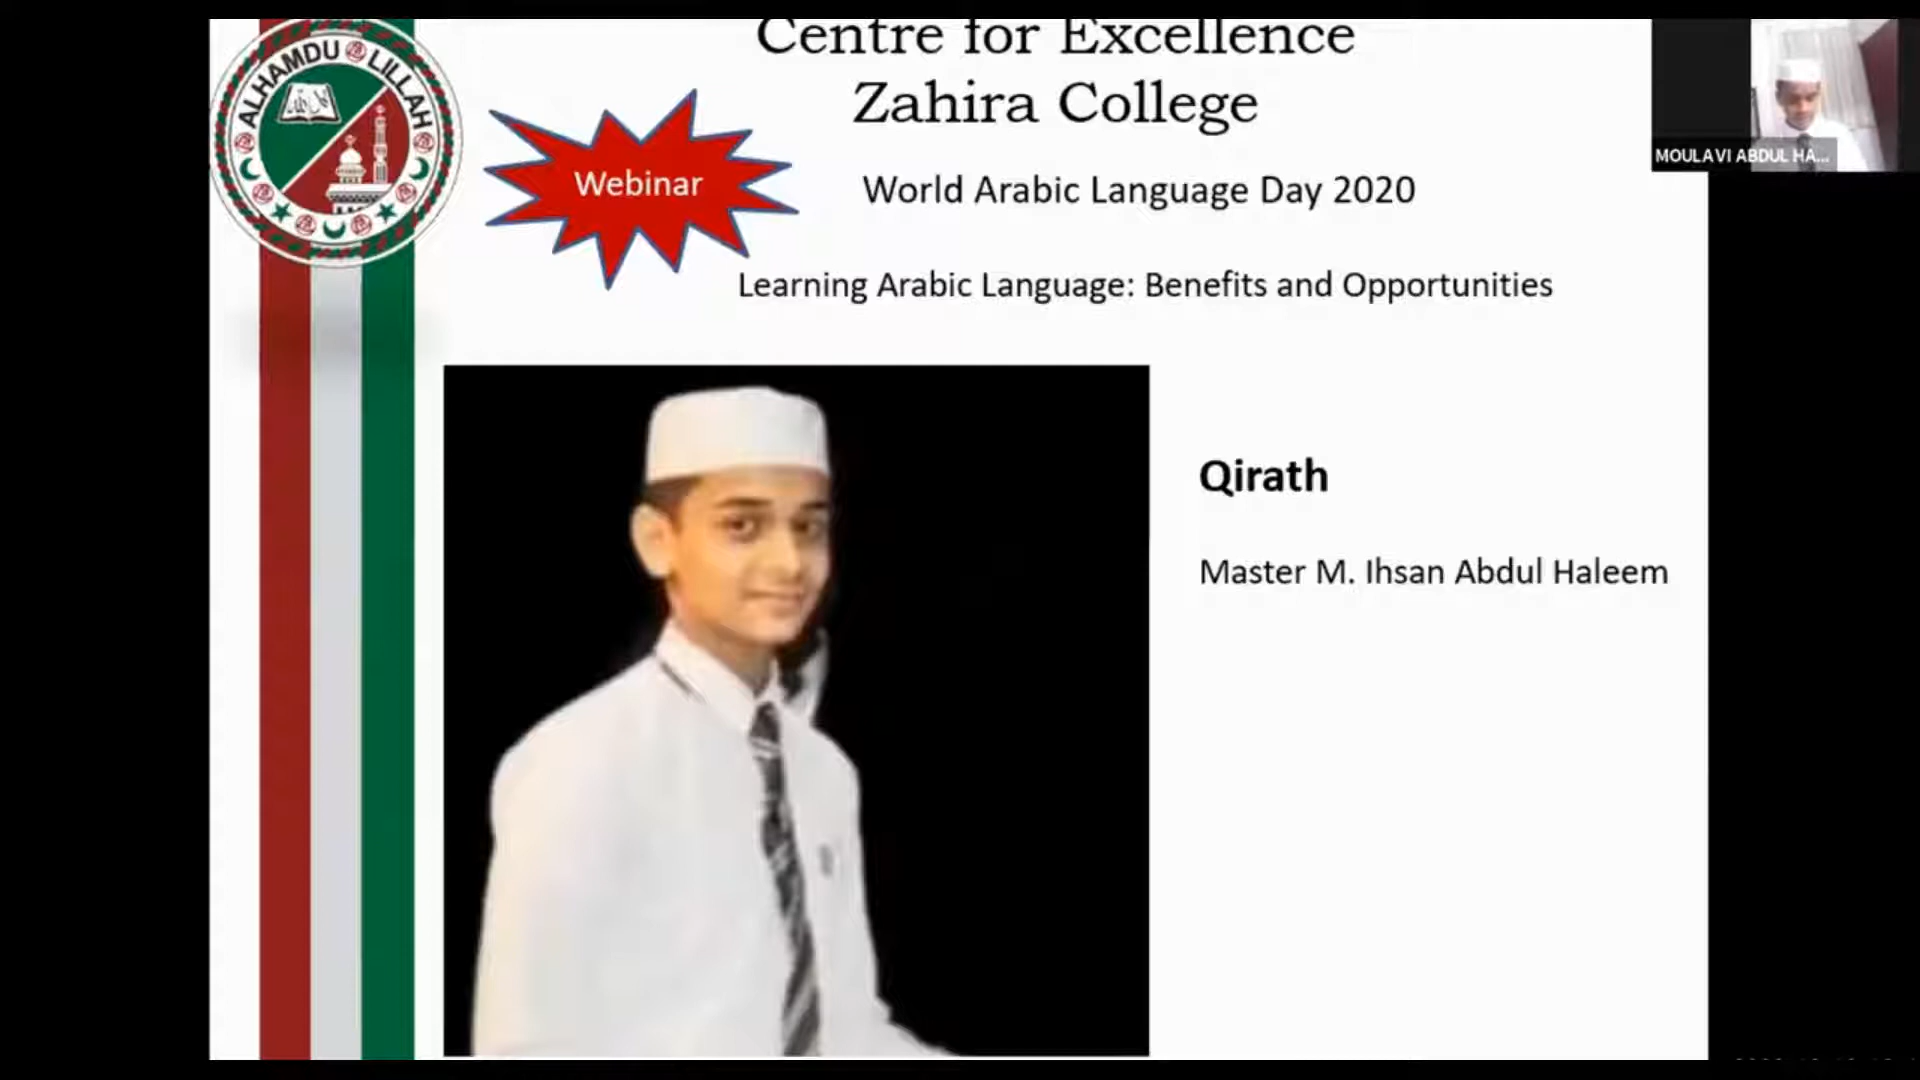 Centre for Excellence
Zahira College
ALHAMDU LILLAH
Webinar
World Arabic Language Day 2020
Learning Arabic Language: Benefits and Opportunities
MOULAVI ABDUL HA...
Qirath
Master M. Ihsan Abdul Haleem